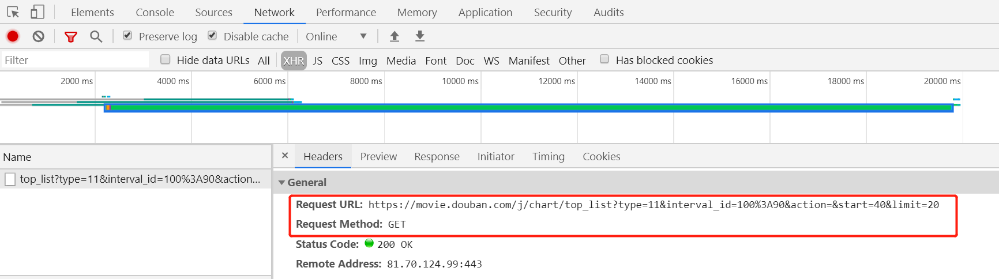 Elements Console Sources Network Performance Memory Application Security Audits
Preserve log Disable cache Online
Filter Hide data URLs All XHR JS CSS Img Media Font Doc WS Manifest Other Has blocked cookies
2000 ms 4000 ms 6000 ms 8000 ms 10000 ms 12000 ms 14000 ms 16000 ms 18000 ms 20000 ms
Name
× Headers Preview Response Initiator Timing Cookies
top_list?type=11&interval_id=100%3A90&action...
General
Request URL: https://movie.douban.com/j/chart/top_list?type=11&interval_id=100%3A90&action=&start=40&limit=20
Request Method: GET
Status Code: 200 OK
Remote Address: 81.70.124.99:443